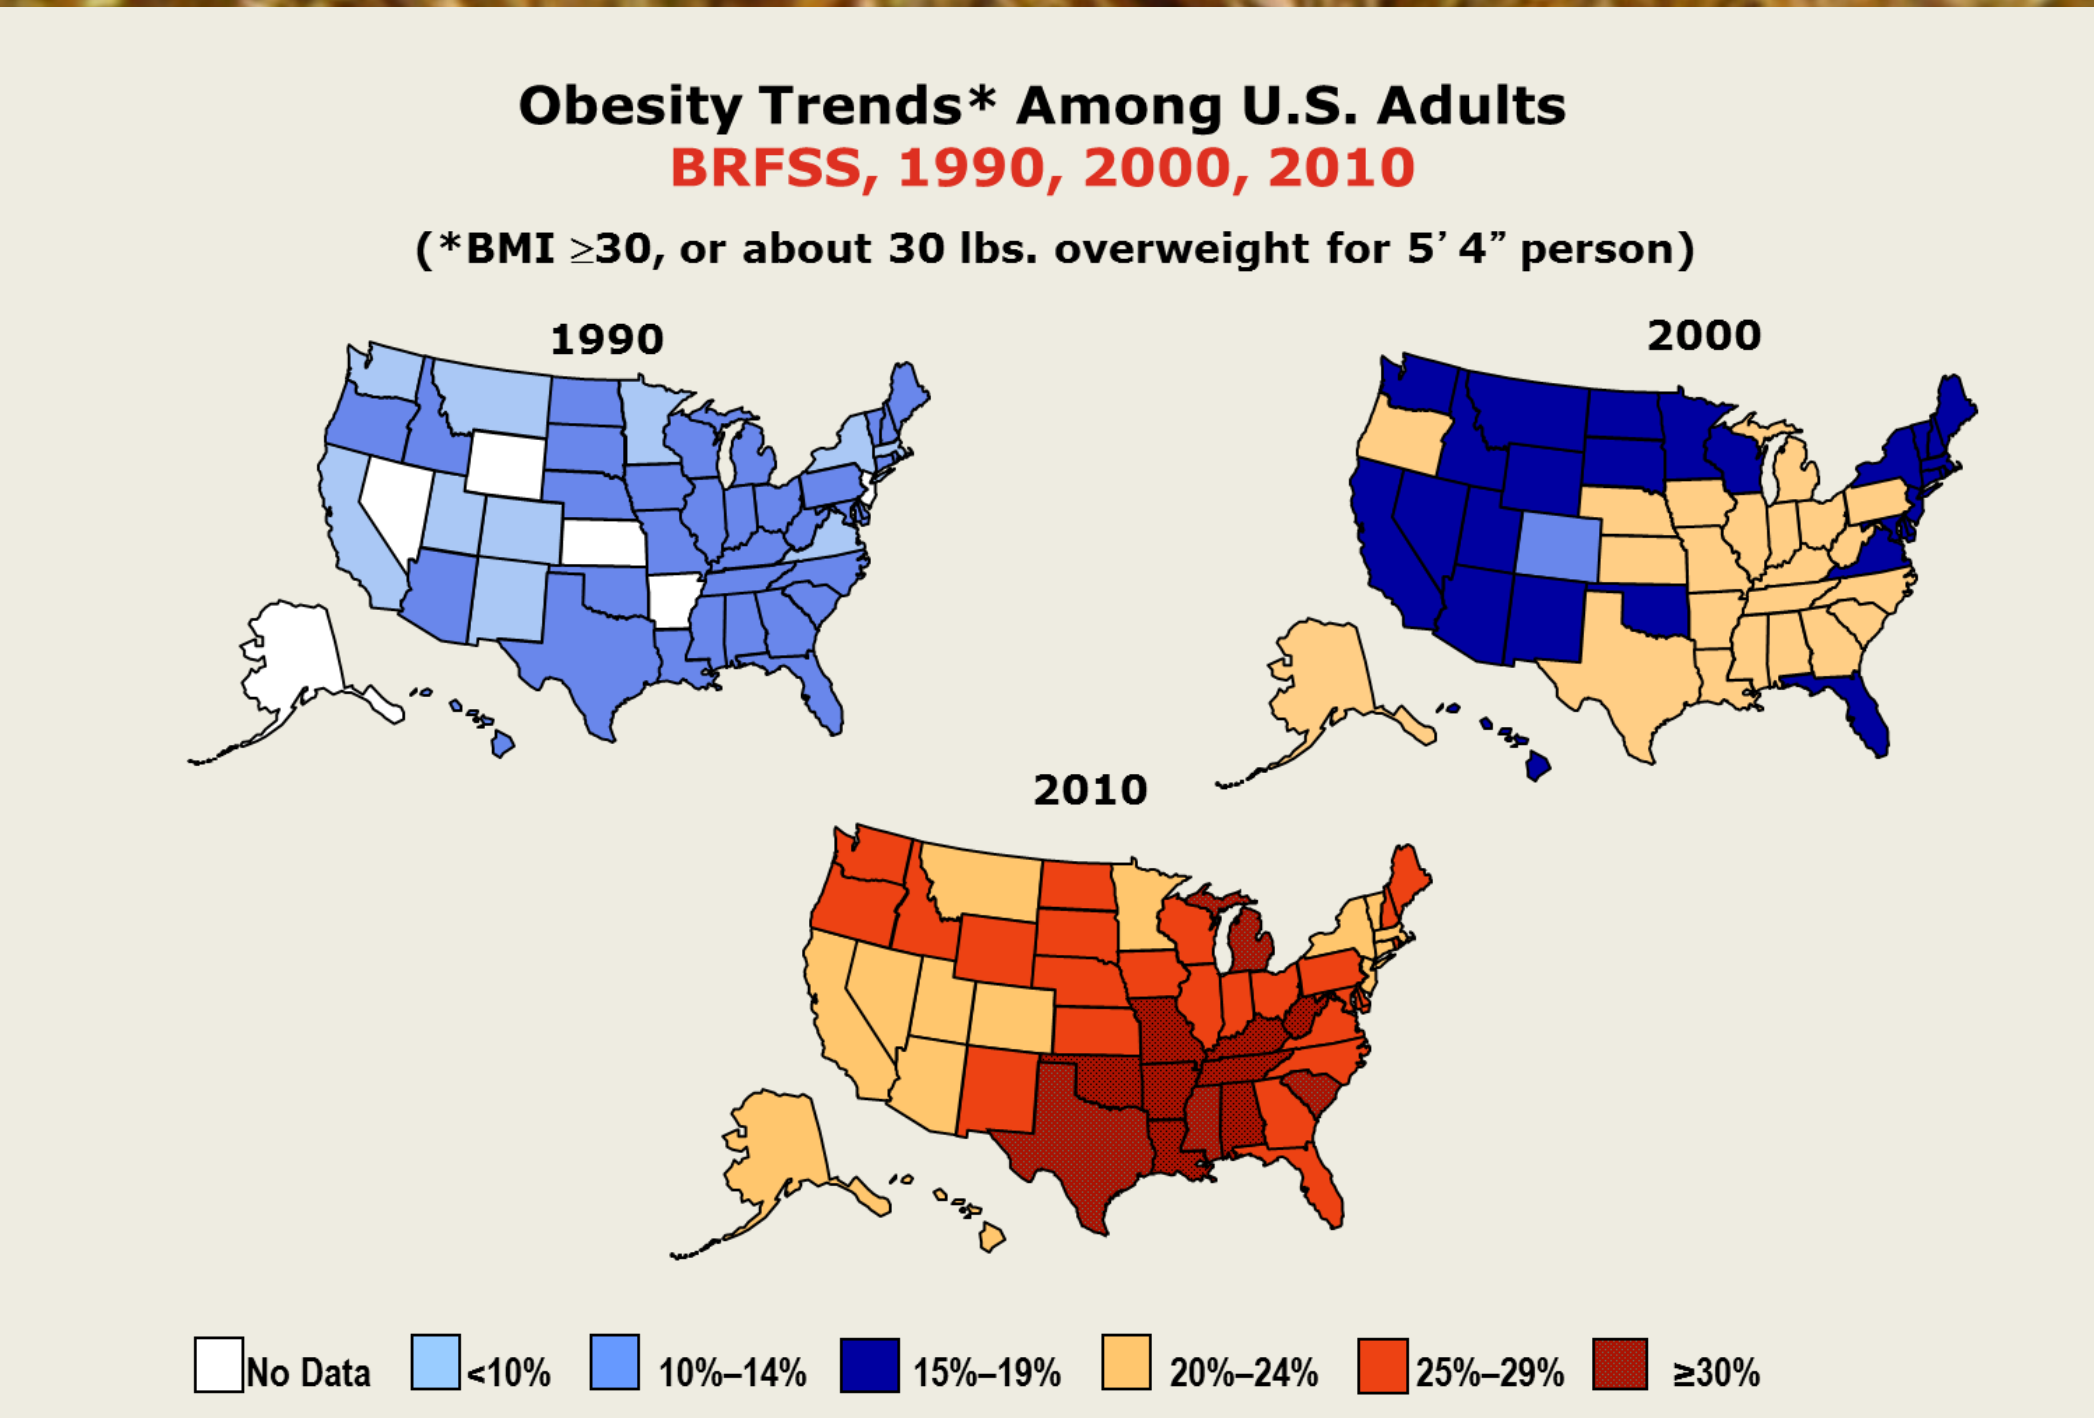 Obesity Trends* Among U.S. Adults
BRFSS, 1990, 2000, 2010
(*BMI ≥30, or about 30 lbs. overweight for 5’ 4” person)
1990
2000
2010
No Data <10% 10%–14% 15%–19% 20%–24% 25%–29% ≥30%